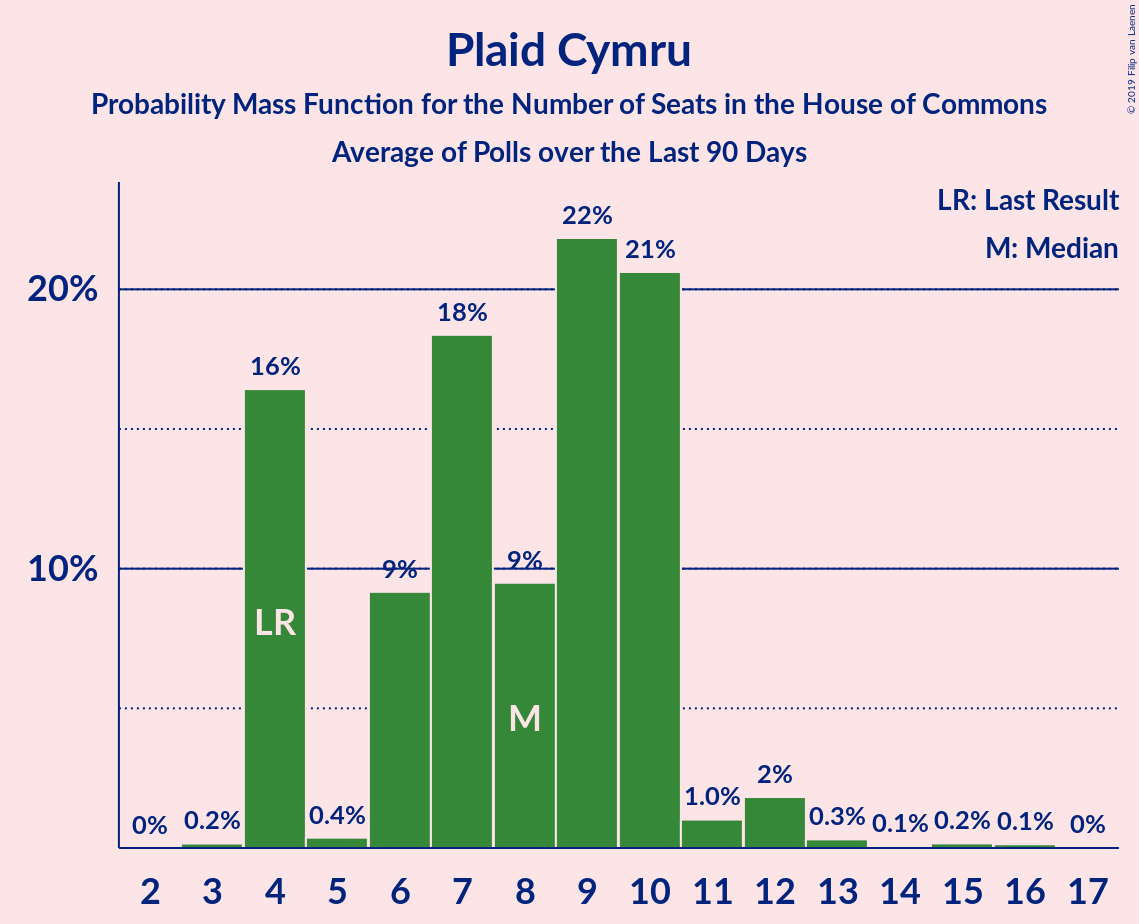 Plaid Cymru
Probability Mass Function for the Number of Seats in the House of Commons
Average of Polls over the Last 90 Days
© 2019 Filip van Laenen
LR: Last Result
M: Median
20%
10%
0%
0.2%
16%
0.4%
9%
18%
9%
22%
21%
1.0%
2%
0.3%
0.1%
0.2%
0.1%
0%
LR
M
2 3 4 5 6 7 8 9 10 11 12 13 14 15 16 17